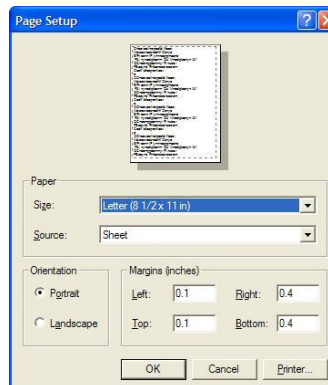 Page Setup
Paper
Size: Letter (8 1/2 x 11 in)
Source: Sheet
Orientation
Portrait
Landscape
Margins (inches)
Left: 0.1 Right: 0.4
Top: 0.1 Bottom: 0.4
OK Cancel Printer...